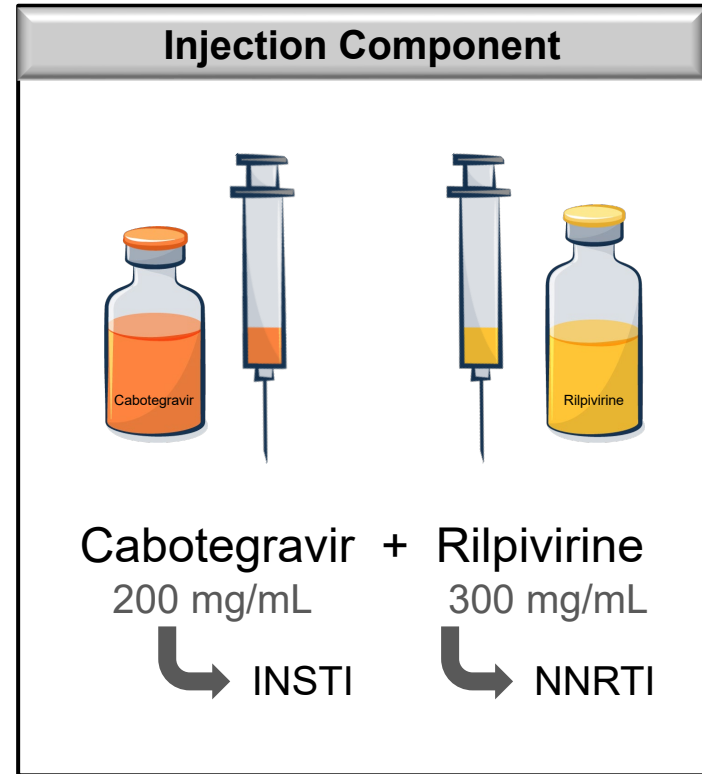 Injection Component
Cabotegravir
Rilpivirine
Cabotegravir + Rilpivirine
200 mg/mL 300 mg/mL
INSTI NNRTI